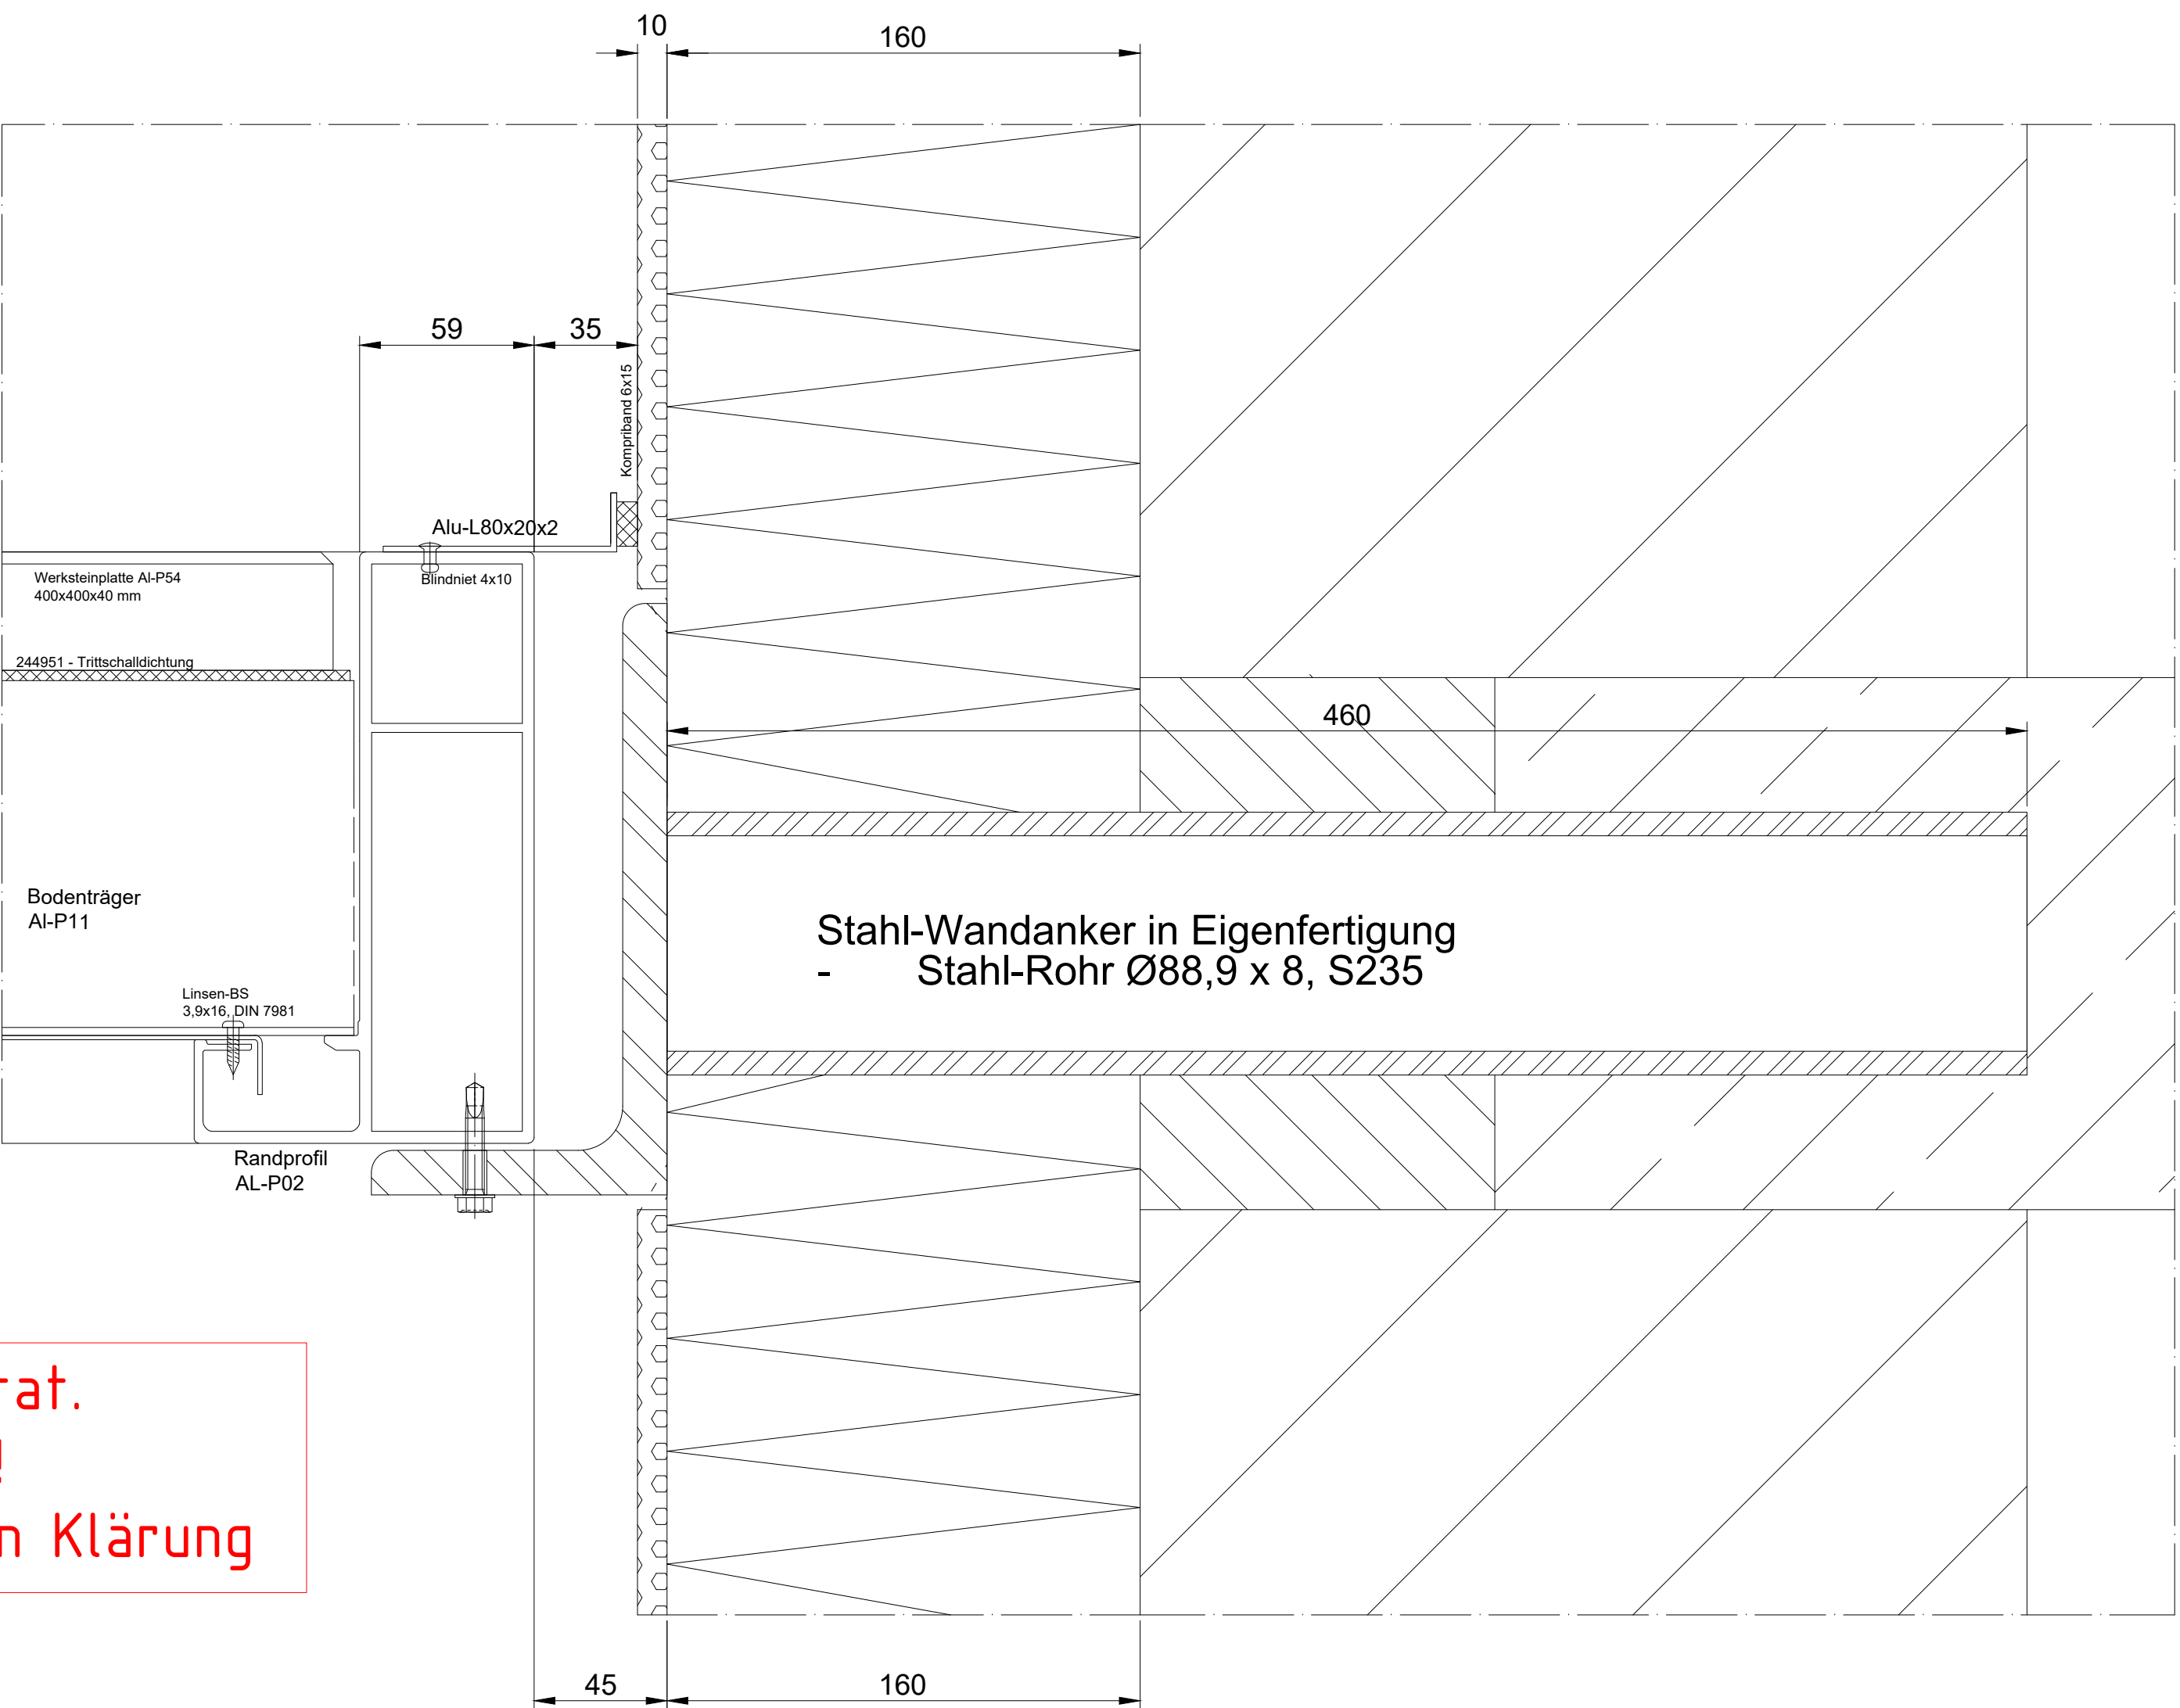 10
160
59
35
Kompriband 6x15
Alu-L80x20x2
Blindniet 4x10
Werksteinplatte Al-P54
400x400x40 mm
244951 - Trittschalldichtung
460
Bodenträger
Al-P11
Stahl-Wandanker in Eigenfertigung
- Stahl-Rohr Ø88,9 x 8, S235
Linsen-BS
3,9x16, DIN 7981
Randprofil
AL-P02
Klärung
45
160